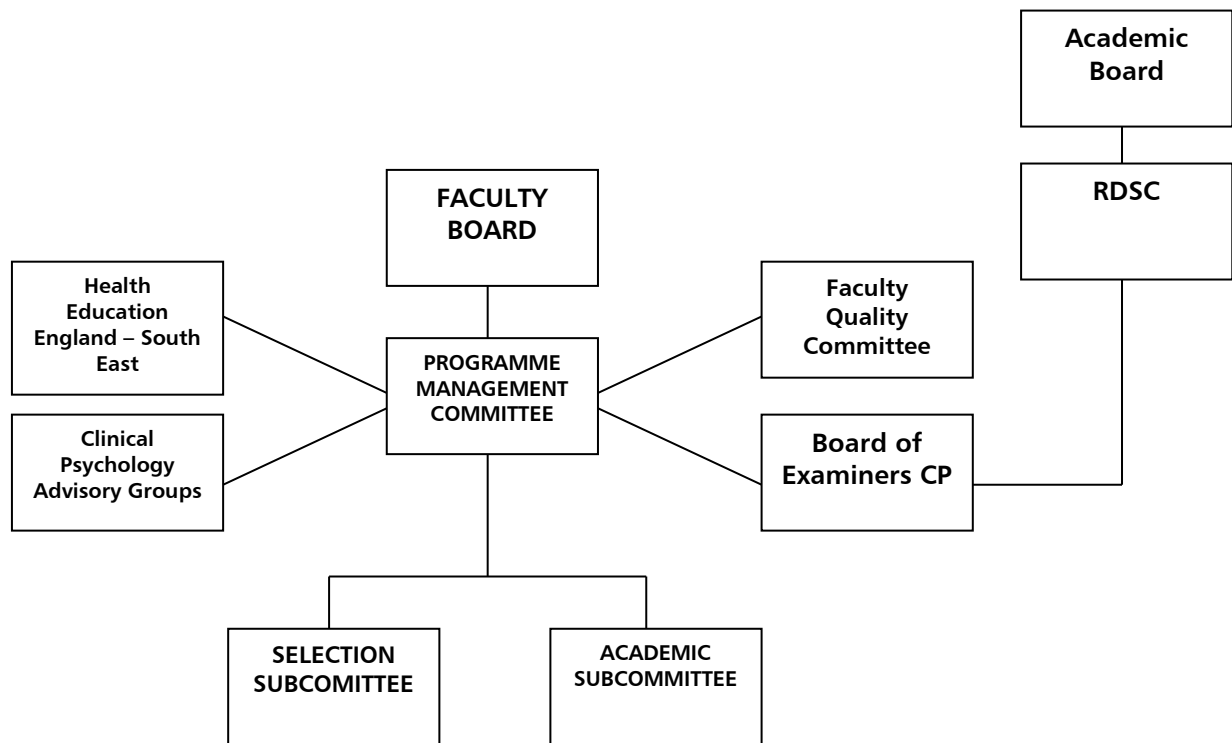 Academic
Board
RDSC
FACULTY
BOARD
Health
Education
England – South
East
Faculty
Quality
Committee
PROGRAMME
MANAGEMENT
COMMITTEE
Clinical
Psychology
Advisory Groups
Board of
Examiners CP
SELECTION
SUBCOMITTEE
ACADEMIC
SUBCOMMITTEE